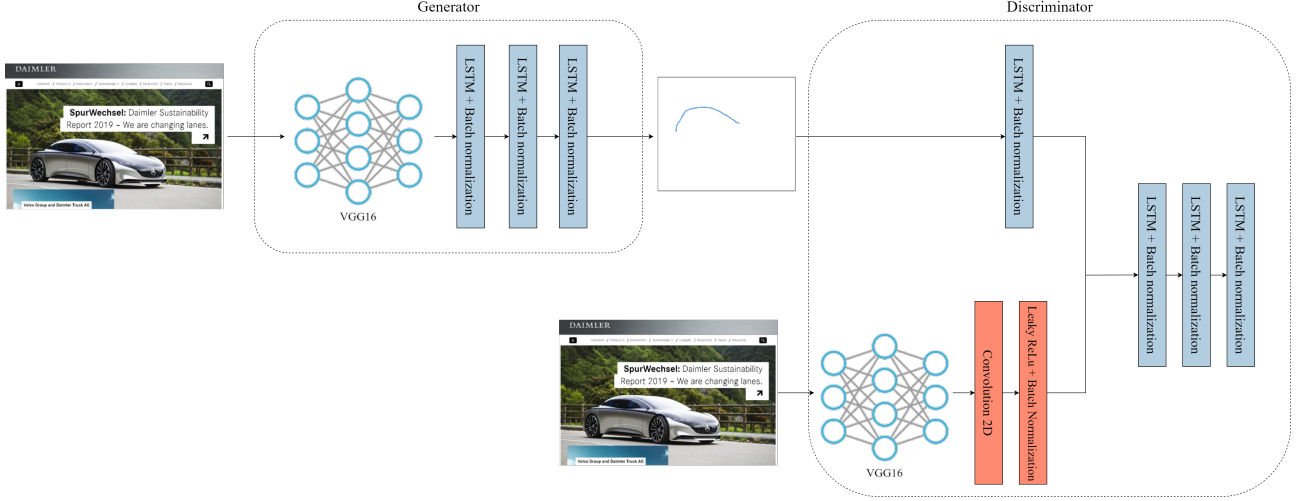 Generator
Discriminator
DAIMLER
SpurWechsel: Daimler Sustainability
Report 2019 – We are changing lanes.
Volvo Group and Daimler Truck AG
VGG16
LSTM + Batch normalization
LSTM + Batch normalization
LSTM + Batch normalization
LSTM + Batch normalization
LSTM + Batch normalization
LSTM + Batch normalization
LSTM + Batch normalization
DAIMLER
SpurWechsel: Daimler Sustainability
Report 2019 – We are changing lanes.
Volvo Group and Daimler Truck AG
VGG16
Convolution 2D
Leaky ReLu + Batch Normalization